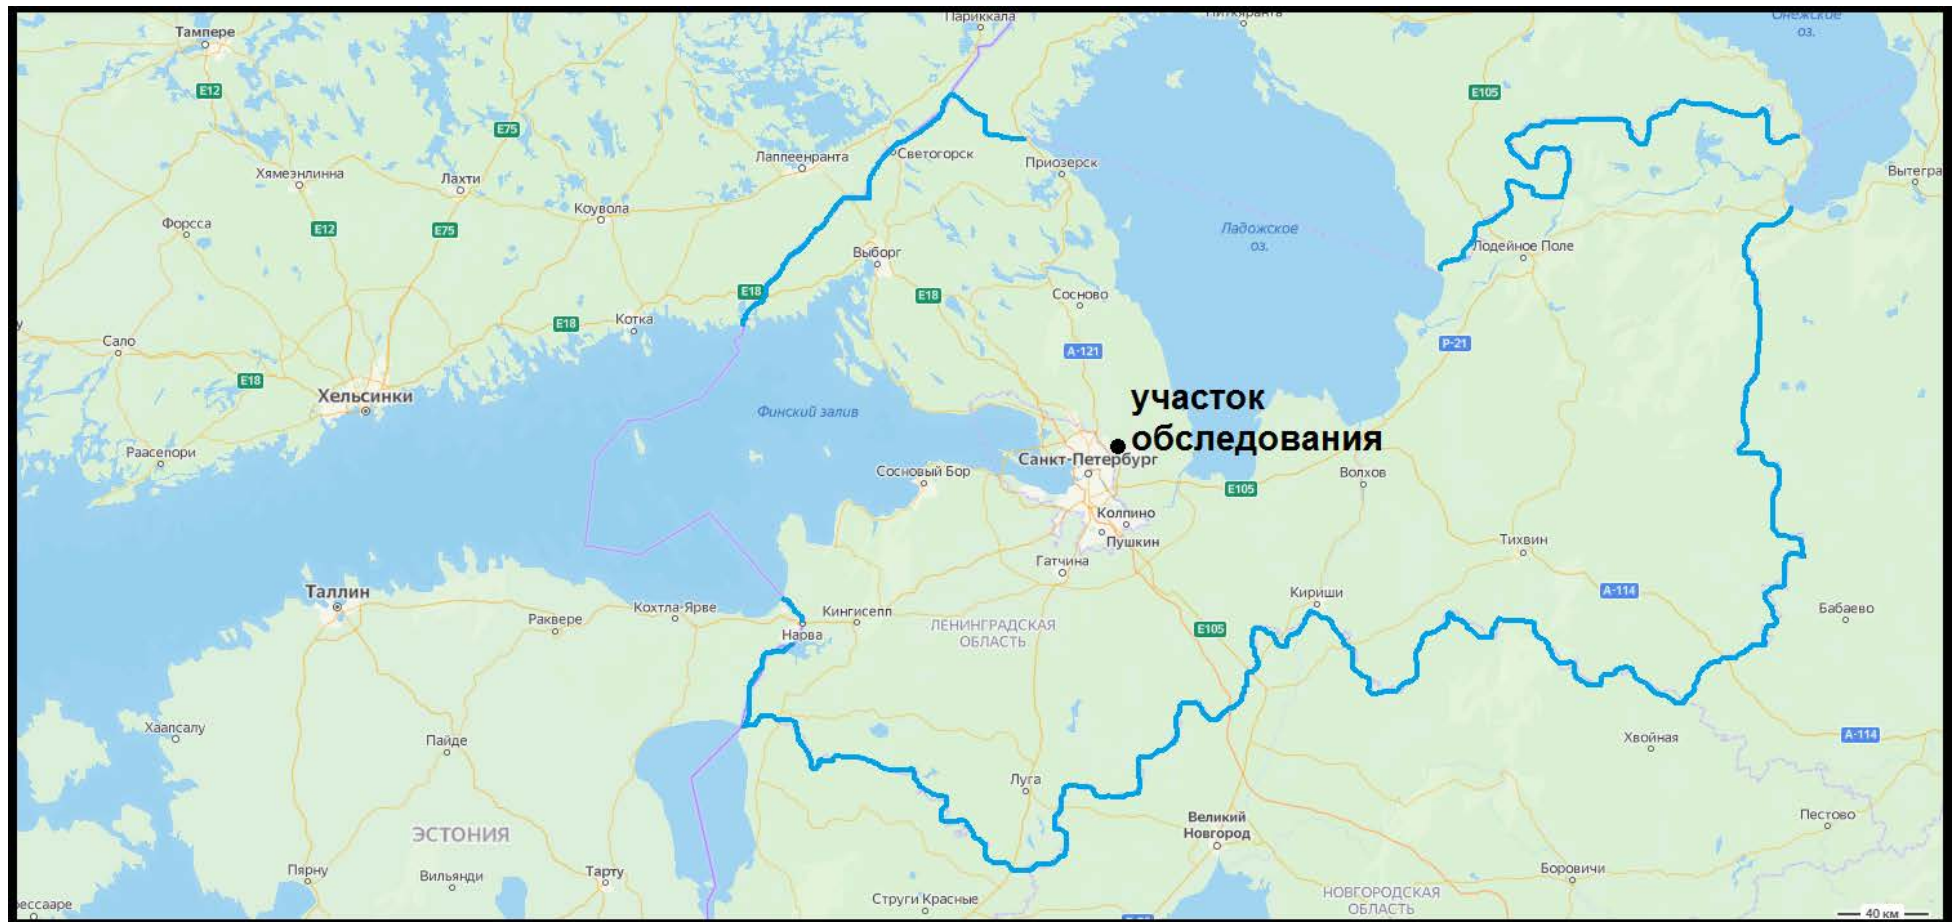 Париккала
Онежское
оз.
Тампере
E12
E105
E75
Лаппеенранта
Светогорск
Приозерск
Хямеэнлинна
Лахти
Вытегра
Коувола
Форсса
E12
E75
Ладожское
оз.
Лодейное Поле
Выборг
E18
E18
Сосново
Котка
E18
Сало
Р-21
А-121
E18
Хельсинки
участок
обследования
Финский залив
Раасепори
Санкт-Петербург
Сосновый Бор
Волхов
E105
Колпино
Пушкин
Тихвин
Гатчина
Таллин
Кириши
А-114
Кохтла-Ярве
Кингисепп
Бабаево
Раквере
ЛЕНИНГРАДСКАЯ
ОБЛАСТЬ
E105
Нарва
Хаапсалу
Пайде
Хвойная
А-114
Луга
Великий
Новгород
Пестово
ЭСТОНИЯ
Пярну
Вильянди
Тарту
Боровичи
Струги Красные
НОВГОРОДСКАЯ
ОБЛАСТЬ
ессааре
40 км